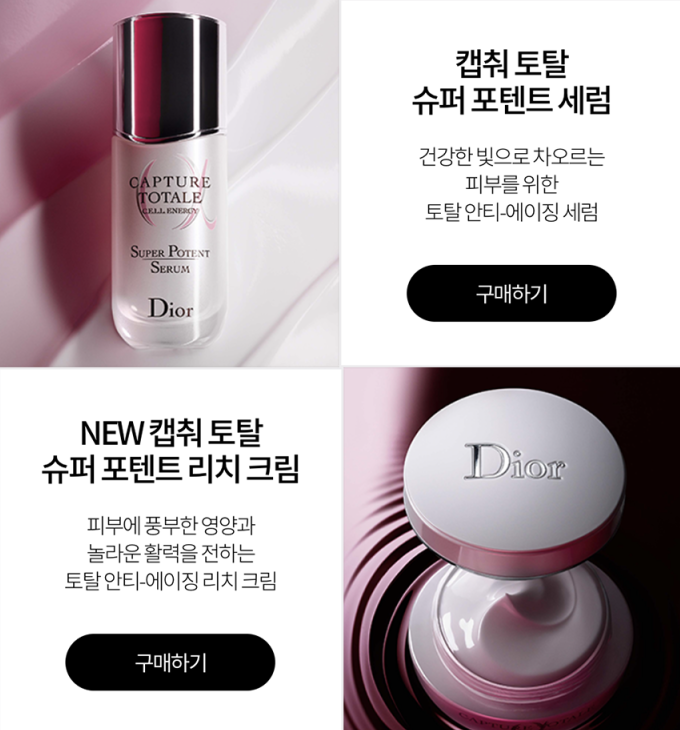 CAPTURE
TOTALE
C.E.L.L. ENERGY
SUPER POTENT
SERUM
Dior
캡춰 토탈
슈퍼 포텐트 세럼
건강한 빛으로 차오르는
피부를 위한
토탈 안티-에이징 세럼
구매하기
NEW 캡춰 토탈
슈퍼 포텐트 리치 크림
피부에 풍부한 영양과
놀라운 활력을 전하는
토탈 안티-에이징 리치 크림
구매하기
Dior
CAPTURE TOTALE